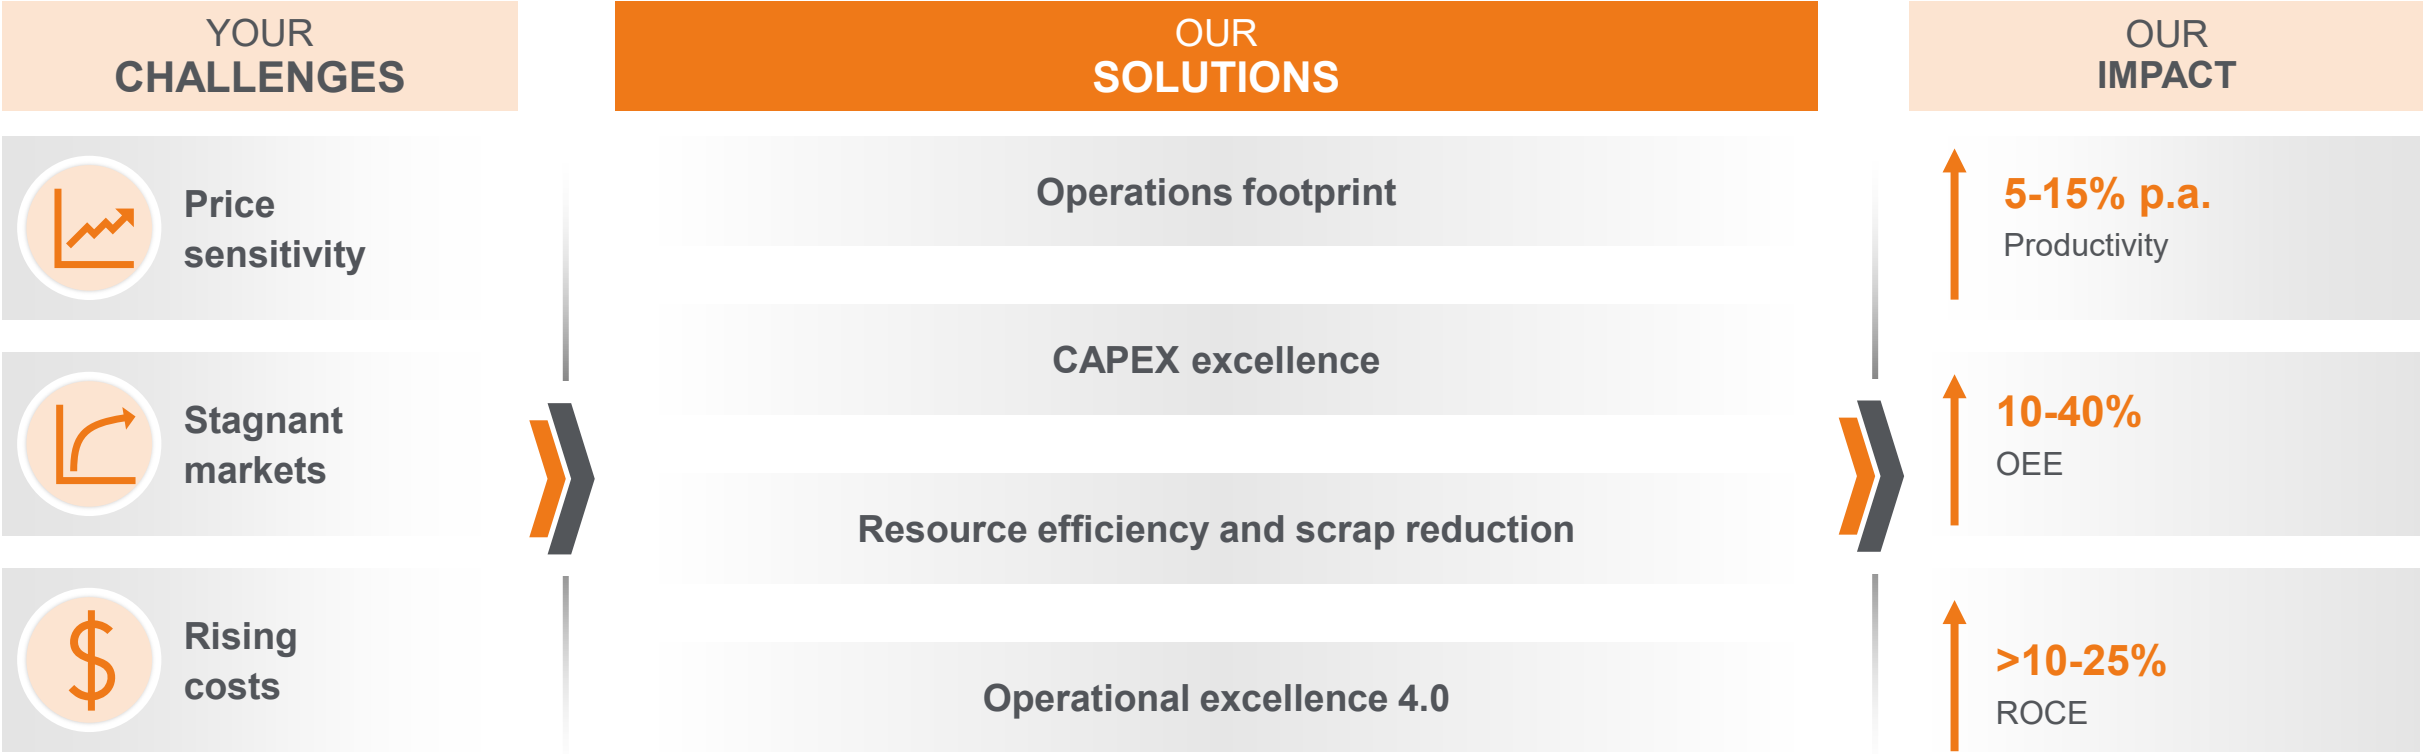 YOUR
CHALLENGES
Price
sensitivity
Stagnant
markets
Rising
costs
OUR
SOLUTIONS
Operations footprint
CAPEX excellence
Resource efficiency and scrap reduction
Operational excellence 4.0
OUR
IMPACT
5-15% p.a.
Productivity
10-40%
OEE
>10-25%
ROCE